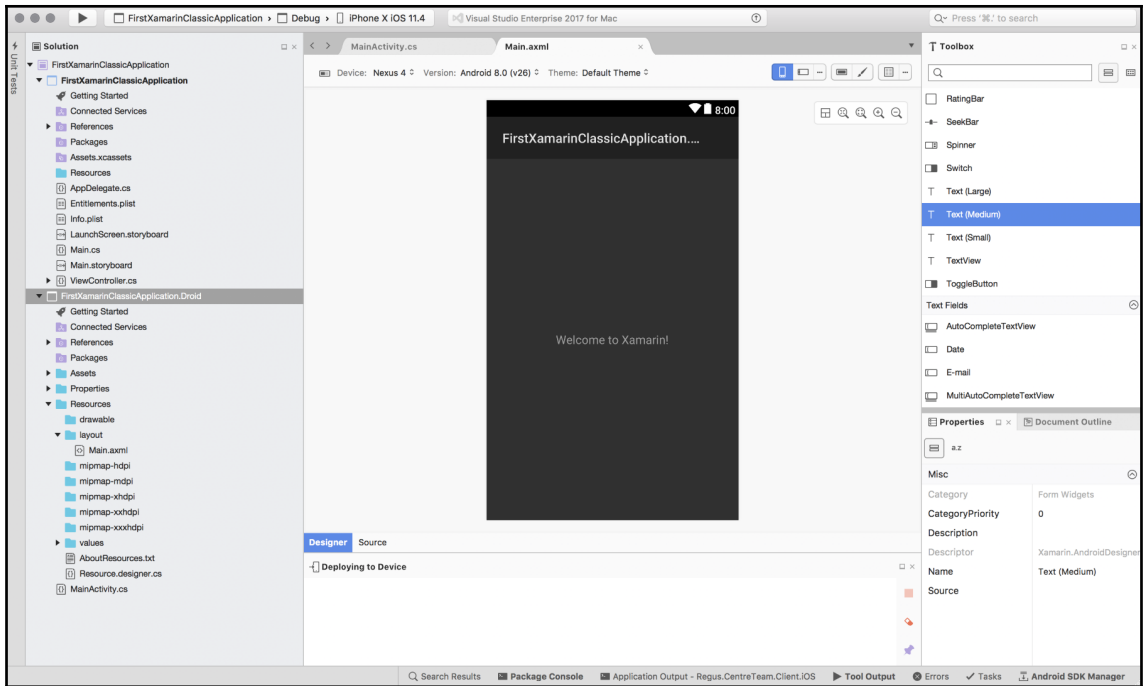 FirstXamarinClassicApplication › Debug › iPhone X iOS 11.4
Visual Studio Enterprise 2017 for Mac
Press '⌘.' to search
Unit Tests
Solution
FirstXamarinClassicApplication
FirstXamarinClassicApplication
Getting Started
Connected Services
References
Packages
Assets.xcassets
Resources
AppDelegate.cs
Entitlements.plist
Info.plist
LaunchScreen.storyboard
Main.cs
Main.storyboard
ViewController.cs
FirstXamarinClassicApplication.Droid
Getting Started
Connected Services
References
Packages
Assets
Properties
Resources
drawable
layout
Main.axml
mipmap-hdpi
mipmap-mdpi
mipmap-xhdpi
mipmap-xxhdpi
mipmap-xxxhdpi
values
AboutResources.txt
Resource.designer.cs
MainActivity.cs
MainActivity.cs
Main.axml
Device: Nexus 4 Version: Android 8.0 (v26) Theme: Default Theme
8:00
FirstXamarinClassicApplication....
Welcome to Xamarin!
Designer Source
Deploying to Device
Toolbox
RatingBar
SeekBar
Spinner
Switch
Text (Large)
Text (Medium)
Text (Small)
TextView
ToggleButton
Text Fields
AutoCompleteTextView
Date
E-mail
MultiAutoCompleteTextView
Properties
Document Outline
a.z
Misc
Category Form Widgets
CategoryPriority 0
Description
Descriptor Xamarin.AndroidDesigner
Name Text (Medium)
Source
Search Results Package Console Application Output - Regus.CentreTeam.Client.iOS Tool Output Errors Tasks Android SDK Manager